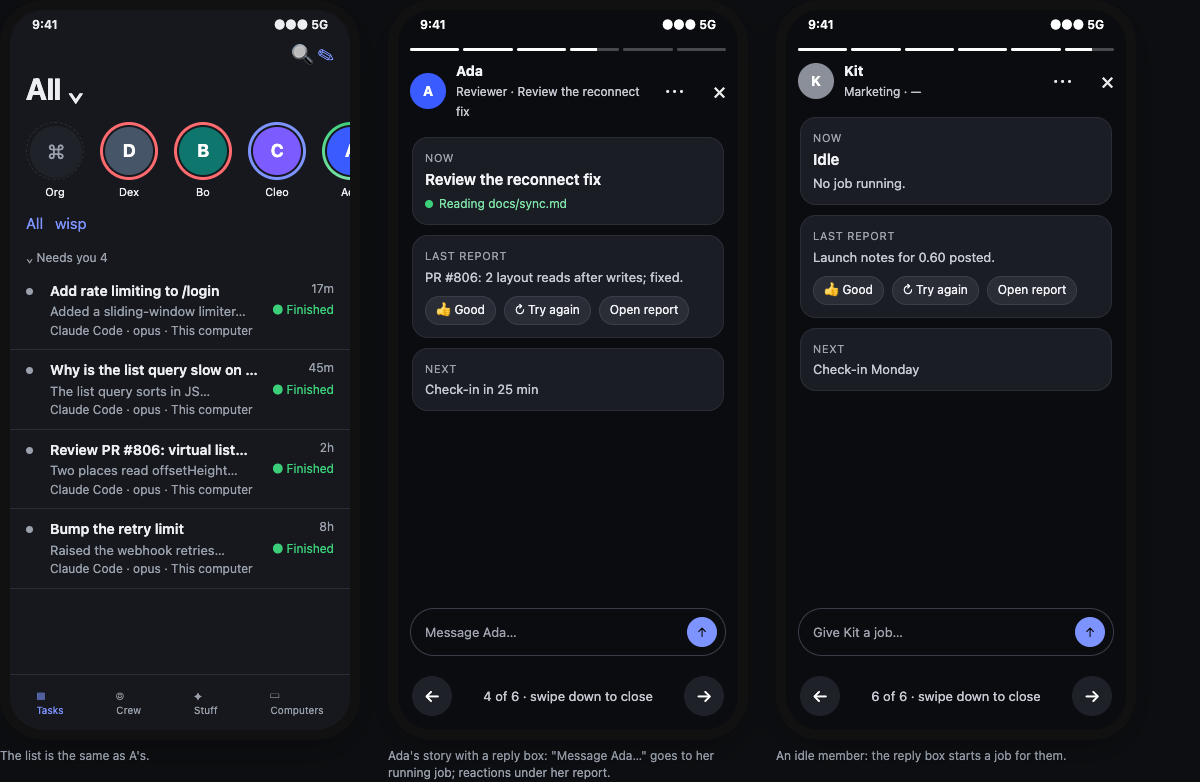 9:41
5G
All
⌘
D
B
C
Org
Dex
Bo
Cleo
All wisp
Needs you 4
Add rate limiting to /login
17m
Added a sliding-window limiter...
Finished
Claude Code · opus · This computer
Why is the list query slow on ...
45m
The list query sorts in JS...
Finished
Claude Code · opus · This computer
Review PR #806: virtual list...
2h
Two places read offsetHeight...
Finished
Claude Code · opus · This computer
Bump the retry limit
8h
Raised the webhook retries...
Finished
Claude Code · opus · This computer
Tasks
Crew
Stuff
Computers
The list is the same as A's.
9:41
5G
A
Ada
Reviewer · Review the reconnect
fix
NOW
Review the reconnect fix
Reading docs/sync.md
LAST REPORT
PR #806: 2 layout reads after writes; fixed.
👍 Good
↻ Try again
Open report
NEXT
Check-in in 25 min
Message Ada...
4 of 6 · swipe down to close
Ada's story with a reply box: "Message Ada..." goes to her
running job; reactions under her report.
9:41
5G
K
Kit
Marketing · —
NOW
Idle
No job running.
LAST REPORT
Launch notes for 0.60 posted.
👍 Good
↻ Try again
Open report
NEXT
Check-in Monday
Give Kit a job...
6 of 6 · swipe down to close
An idle member: the reply box starts a job for them.